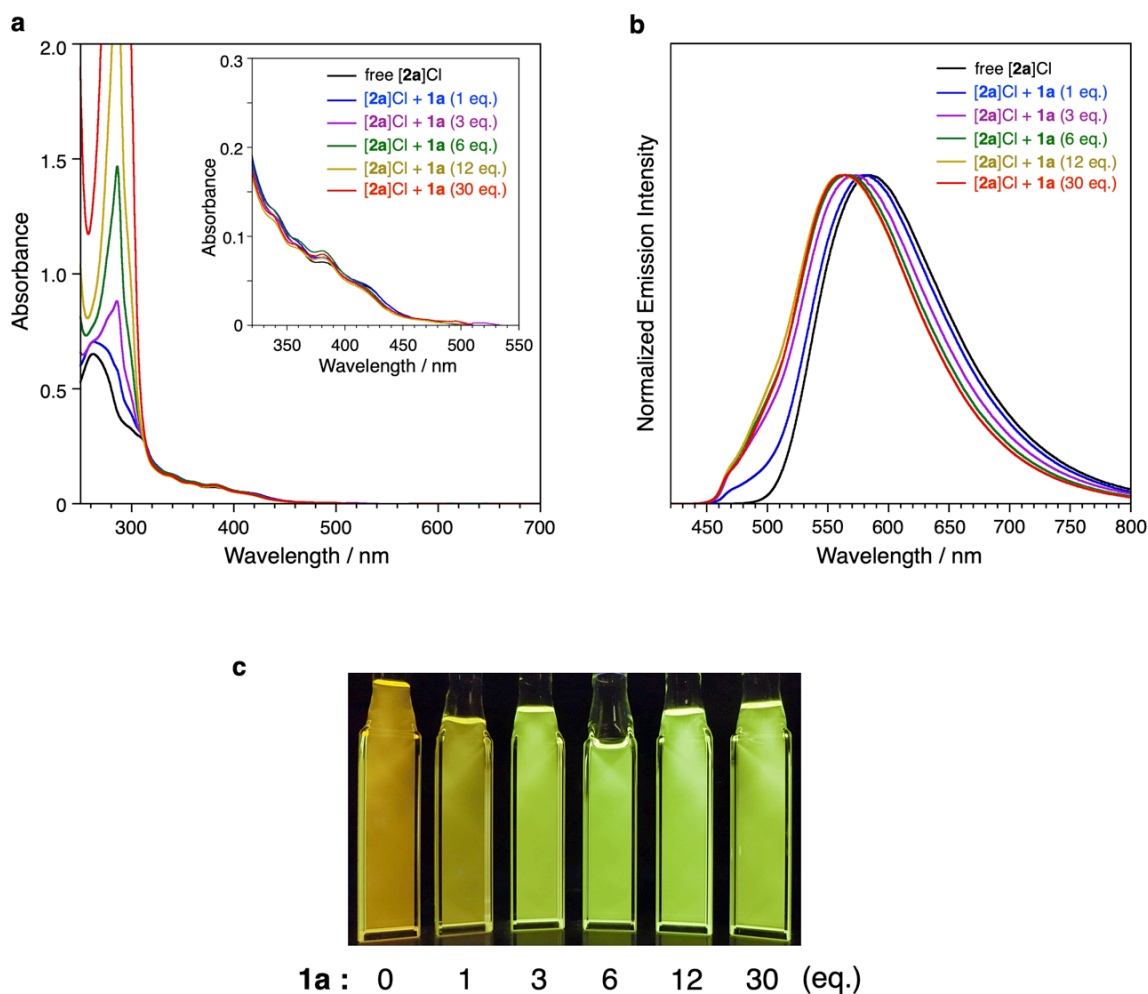 a
2.0
1.5
1.0
0.5
0
300
400
500
600
700
Absorbance
Wavelength / nm
0.3
0.2
0.1
0
350
400
450
500
550
Absorbance
Wavelength / nm
free [2a]Cl
[2a]Cl + 1a (1 eq.)
[2a]Cl + 1a (3 eq.)
[2a]Cl + 1a (6 eq.)
[2a]Cl + 1a (12 eq.)
[2a]Cl + 1a (30 eq.)
b
Normalized Emission Intensity
free [2a]Cl
[2a]Cl + 1a (1 eq.)
[2a]Cl + 1a (3 eq.)
[2a]Cl + 1a (6 eq.)
[2a]Cl + 1a (12 eq.)
[2a]Cl + 1a (30 eq.)
450
500
550
600
650
700
750
800
Wavelength / nm
c
1a : 0 1 3 6 12 30 (eq.)